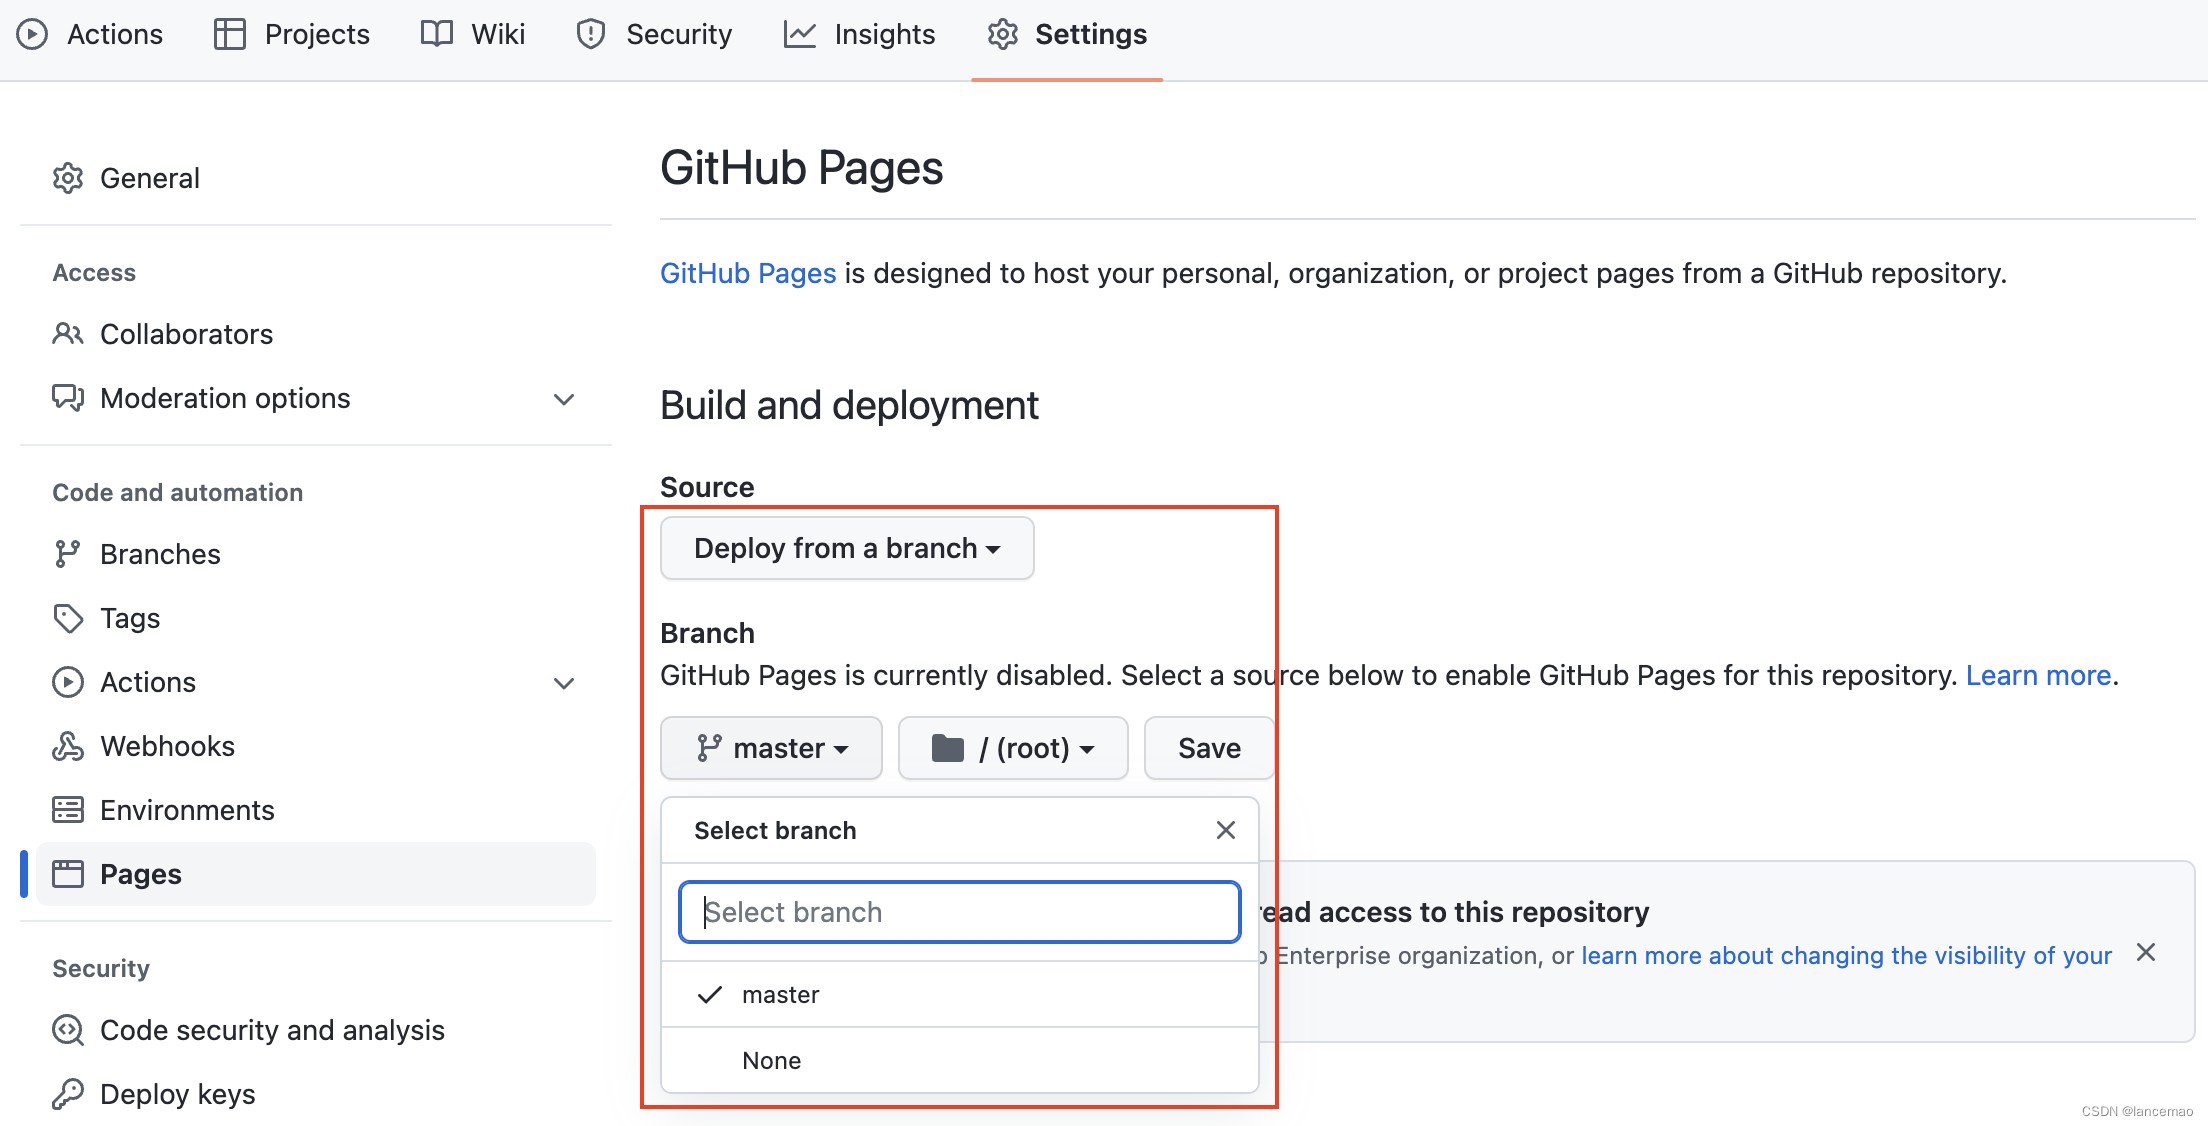 Actions Projects Wiki Security Insights Settings
General
Access
Collaborators
Moderation options
Code and automation
Branches
Tags
Actions
Webhooks
Environments
Pages
Security
Code security and analysis
Deploy keys
GitHub Pages
GitHub Pages is designed to host your personal, organization, or project pages from a GitHub repository.
Build and deployment
Source
Deploy from a branch
Branch
GitHub Pages is currently disabled. Select a source below to enable GitHub Pages for this repository. Learn more.
master / (root) Save
Select branch
Select branch
master
None
read access to this repository
Enterprise organization, or learn more about changing the visibility of your
CSDN @lancemao